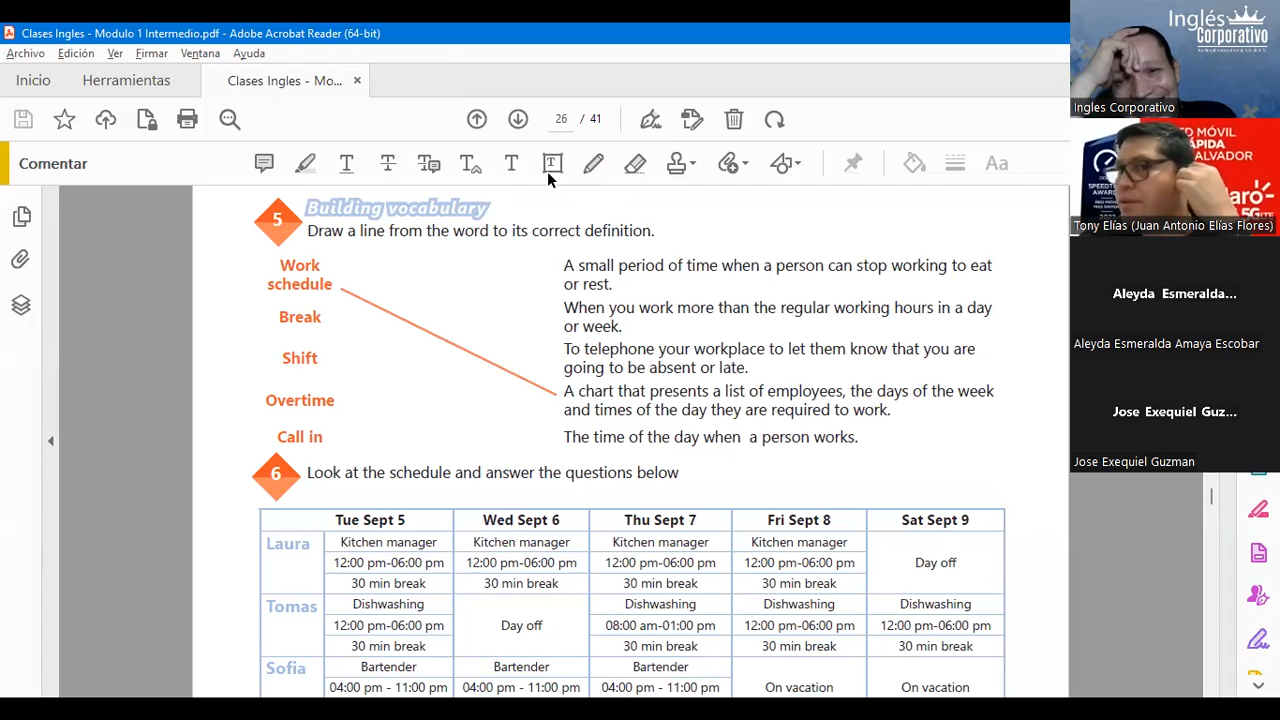 Clases Ingles - Modulo 1 Intermedio.pdf - Adobe Acrobat Reader (64-bit)
Archivo Edición Ver Firmar Ventana Ayuda
Inicio Herramientas Clases Ingles - Mo... ×
26 / 41
Comentar
5 Building vocabulary
Draw a line from the word to its correct definition.
Work schedule
Break
Shift
Overtime
Call in
A small period of time when a person can stop working to eat
or rest.
When you work more than the regular working hours in a day
or week.
To telephone your workplace to let them know that you are
going to be absent or late.
A chart that presents a list of employees, the days of the week
and times of the day they are required to work.
The time of the day when a person works.
6 Look at the schedule and answer the questions below
Tue Sept 5 Wed Sept 6 Thu Sept 7 Fri Sept 8 Sat Sept 9
Laura Kitchen manager Kitchen manager Kitchen manager Kitchen manager Day off
12:00 pm-06:00 pm 12:00 pm-06:00 pm 12:00 pm-06:00 pm 12:00 pm-06:00 pm
30 min break 30 min break 30 min break 30 min break
Tomas Dishwashing Day off Dishwashing Dishwashing Dishwashing
12:00 pm-06:00 pm 08:00 am-01:00 pm 12:00 pm-06:00 pm 12:00 pm-06:00 pm
30 min break 30 min break 30 min break 30 min break
Sofia Bartender Bartender Bartender On vacation On vacation
04:00 pm - 11:00 pm 04:00 pm - 11:00 pm 04:00 pm - 11:00 pm
Inglés
Corporativo
Ingles Corporativo
RED MÓVIL
RÁPIDA
SALVADOR
Claro
5G
Tony Elías (Juan Antonio Elías Flores)
Aleyda Esmeralda...
Aleyda Esmeralda Amaya Escobar
Jose Exequiel Guz...
Jose Exequiel Guzman